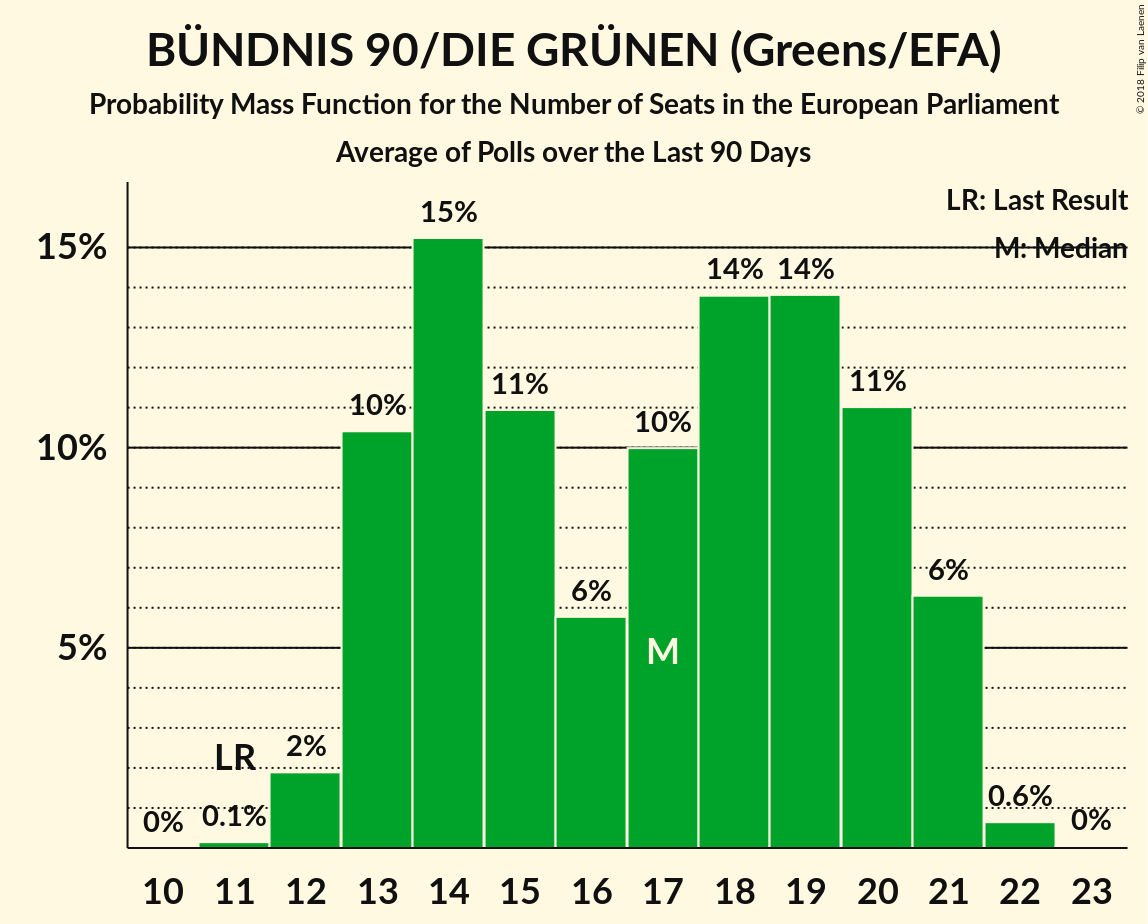 BÜNDNIS 90/DIE GRÜNEN (Greens/EFA)
Probability Mass Function for the Number of Seats in the European Parliament
Average of Polls over the Last 90 Days
© 2018 Filip van Laenen
LR: Last Result
M: Median
15%
10%
5%
0%
0.1%
LR
2%
10%
15%
11%
6%
10%
M
14%
14%
11%
6%
0.6%
0%
10 11 12 13 14 15 16 17 18 19 20 21 22 23